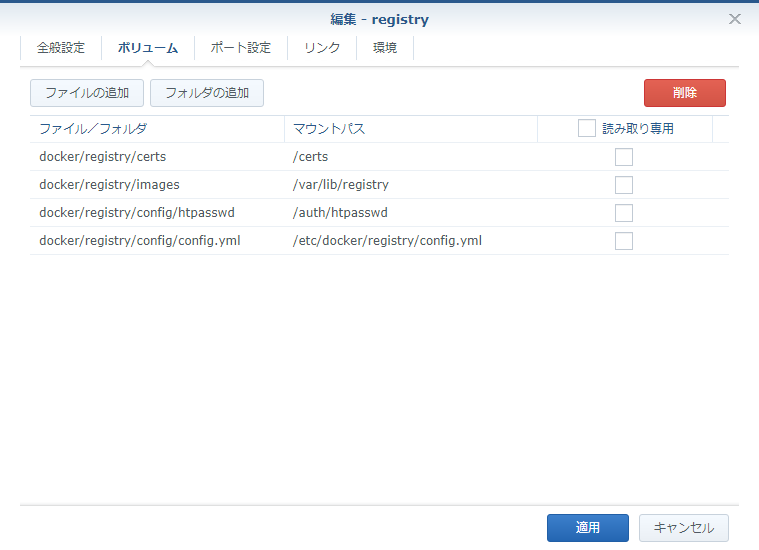 編集 - registry
全般設定 ボリューム ポート設定 リンク 環境
ファイルの追加 フォルダの追加 削除
ファイル／フォルダ マウントパス 読み取り専用
docker/registry/certs /certs
docker/registry/images /var/lib/registry
docker/registry/config/htpasswd /auth/htpasswd
docker/registry/config/config.yml /etc/docker/registry/config.yml
適用 キャンセル